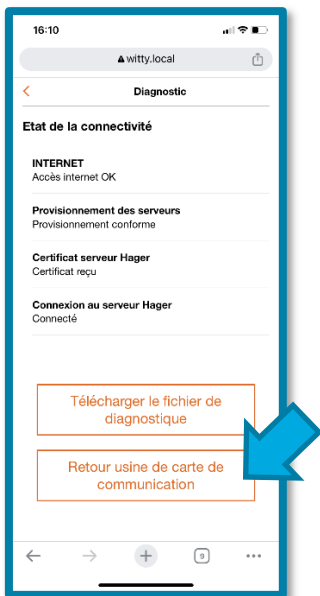 16:10
witty.local
Diagnostic
Etat de la connectivité
INTERNET
Accès internet OK
Provisionnement des serveurs
Provisionnement conforme
Certificat serveur Hager
Certificat reçu
Connexion au serveur Hager
Connecté
Télécharger le fichier de
diagnostique
Retour usine de carte de
communication
9